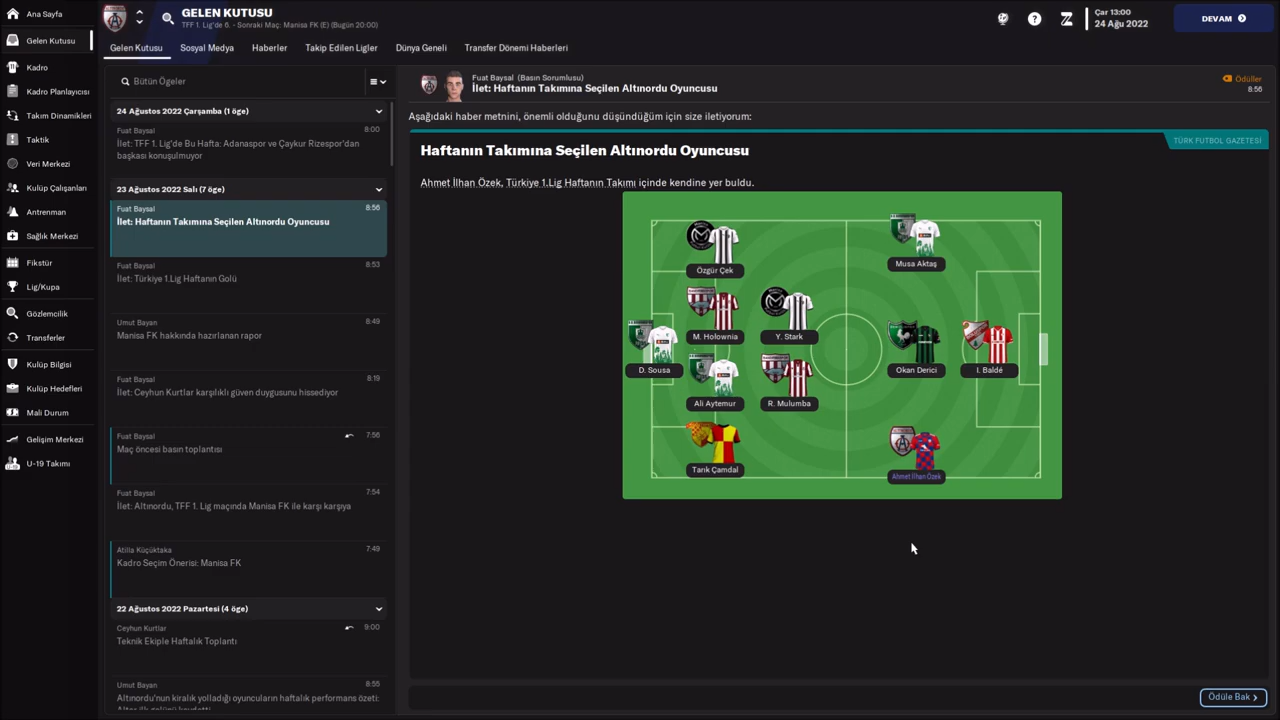 Ana Sayfa
Gelen Kutusu
Kadro
Kadro Planlayıcısı
Takım Dinamikleri
Taktik
Veri Merkezi
Kulüp Çalışanları
Antrenman
Sağlık Merkezi
Fikstür
Lig/Kupa
Gözlemcilik
Transferler
Kulüp Bilgisi
Kulüp Hedefleri
Mali Durum
Gelişim Merkezi
U-19 Takımı
GELEN KUTUSU
TFF 1. Lig'de 6. - Sonraki Maç: Manisa FK (E) (Bugün 20:00)
Çar 13:00
24 Ağu 2022
DEVAM
Gelen Kutusu
Sosyal Medya
Haberler
Takip Edilen Ligler
Dünya Geneli
Transfer Dönemi Haberleri
Bütün Ögeler
24 Ağustos 2022 Çarşamba (1 öge)
Fuat Baysal 8:00
İlet: TFF 1. Lig'de Bu Hafta: Adanaspor ve Çaykur Rizespor'dan
başkası konuşulmuyor
23 Ağustos 2022 Salı (7 öge)
Fuat Baysal 8:56
İlet: Haftanın Takımına Seçilen Altınordu Oyuncusu
Fuat Baysal 8:53
İlet: Türkiye 1.Lig Haftanın Golü
Umut Bayan 8:49
Manisa FK hakkında hazırlanan rapor
Fuat Baysal 8:19
İlet: Ceyhun Kurtlar karşılıklı güven duygusunu hissediyor
Fuat Baysal 7:56
Maç öncesi basın toplantısı
Fuat Baysal 7:54
İlet: Altınordu, TFF 1. Lig maçında Manisa FK ile karşı karşıya
Atilla Küçüktaka 7:49
Kadro Seçim Önerisi: Manisa FK
22 Ağustos 2022 Pazartesi (4 öge)
Ceyhun Kurtlar 9:00
Teknik Ekiple Haftalık Toplantı
Umut Bayan 8:55
Altınordu'nun kiralık yolladığı oyuncuların haftalık performans özeti:
Fuat Baysal (Basın Sorumlusu)
İlet: Haftanın Takımına Seçilen Altınordu Oyuncusu
Ödüller
8:56
Aşağıdaki haber metnini, önemli olduğunu düşündüğüm için size iletiyorum:
TÜRK FUTBOL GAZETESİ
Haftanın Takımına Seçilen Altınordu Oyuncusu
Ahmet İlhan Özek, Türkiye 1.Lig Haftanın Takımı içinde kendine yer buldu.
Özgür Çek
Musa Aktaş
M. Holownia
Y. Stark
D. Sousa
Okan Derici
I. Baldé
Ali Aytemur
R. Mulumba
Tarık Çamdal
Ahmet İlhan Özek
Ödüle Bak